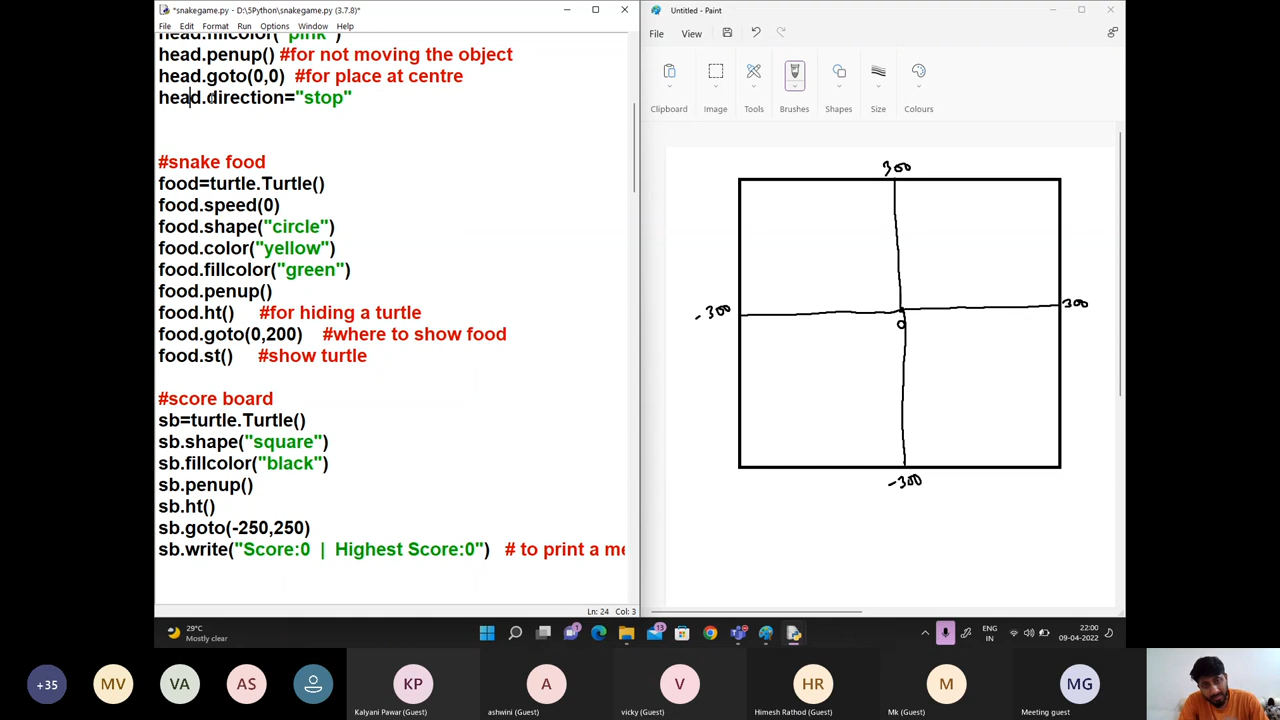 *snakegame.py - D:\5Python\snakegame.py (3.7.8)*
File Edit Format Run Options Window Help
head.fillcolor("pink")
head.penup() #for not moving the object
head.goto(0,0) #for place at centre
head.direction="stop"
#snake food
food=turtle.Turtle()
food.speed(0)
food.shape("circle")
food.color("yellow")
food.fillcolor("green")
food.penup()
food.ht() #for hiding a turtle
food.goto(0,200) #where to show food
food.st() #show turtle
#score board
sb=turtle.Turtle()
sb.shape("square")
sb.fillcolor("black")
sb.penup()
sb.ht()
sb.goto(-250,250)
sb.write("Score:0 | Highest Score:0") # to print a me
Ln: 24 Col: 3
Untitled - Paint
File View
Clipboard Image Tools Brushes Shapes Colours
300
-300 300
0
-300
29°C
Mostly clear
1
13
ENG
IN
22:00
09-04-2022
+35 MV VA AS KP A V HR M MG
Kalyani Pawar (Guest) ashwini (Guest) vicky (Guest) Himesh Rathod (Guest) Mk (Guest) Meeting guest